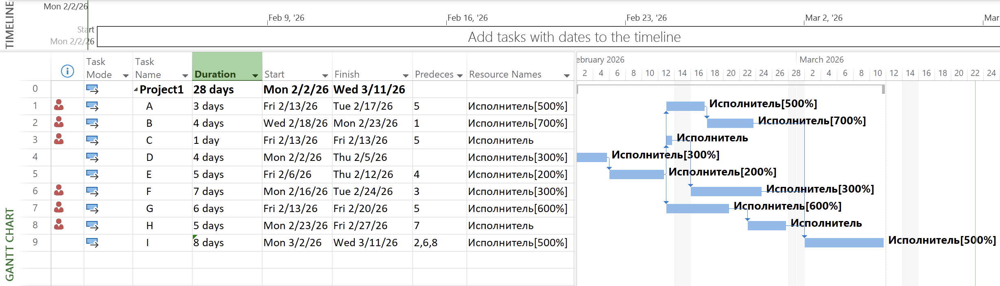 TIMELINE
Mon 2/2/26
Feb 9, '26 Feb 16, '26 Feb 23, '26 Mar 2, '26 Mar
Start
Mon 2/2/26
Add tasks with dates to the timeline
GANTT CHART
Task Mode Task Name Duration Start Finish Predeces Resource Names
ebruary 2026 March 2026
2 4 6 8 10 12 14 16 18 20 22 24 26 28 2 4 6 8 10 12 14 16 18 20 22 24
0 Project1 28 days Mon 2/2/26 Wed 3/11/26
1 A 3 days Fri 2/13/26 Tue 2/17/26 5 Исполнитель[500%] Исполнитель[500%]
2 B 4 days Wed 2/18/26 Mon 2/23/26 1 Исполнитель[700%] Исполнитель[700%]
3 C 1 day Fri 2/13/26 Fri 2/13/26 5 Исполнитель Исполнитель
4 D 4 days Mon 2/2/26 Thu 2/5/26 Исполнитель[300%] Исполнитель[300%]
5 E 5 days Fri 2/6/26 Thu 2/12/26 4 Исполнитель[200%] Исполнитель[200%]
6 F 7 days Mon 2/16/26 Tue 2/24/26 3 Исполнитель[300%] Исполнитель[300%]
7 G 6 days Fri 2/13/26 Fri 2/20/26 5 Исполнитель[600%] Исполнитель[600%]
8 H 5 days Mon 2/23/26 Fri 2/27/26 7 Исполнитель Исполнитель
9 I 8 days Mon 3/2/26 Wed 3/11/26 2,6,8 Исполнитель[500%] Исполнитель[500%]